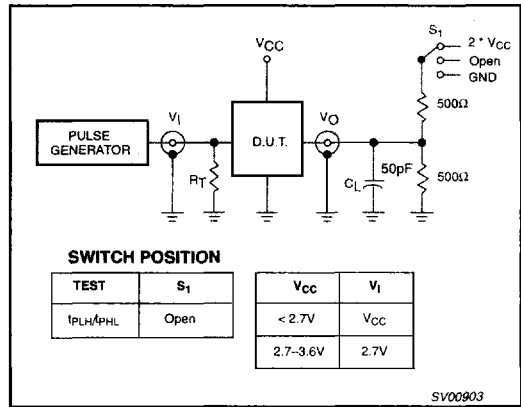 S1
2 * VCC
Open
GND
VCC
500Ω
VI
VO
PULSE
GENERATOR
D.U.T.
RT
50pF
CL
500Ω
SWITCH POSITION
TEST S1
tPLH/tPHL Open
VCC VI
< 2.7V VCC
2.7–3.6V 2.7V
SV00903